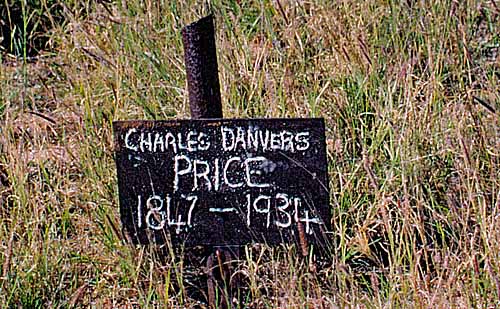 CHARLES DANVERS
PRICE
1847 - 1934